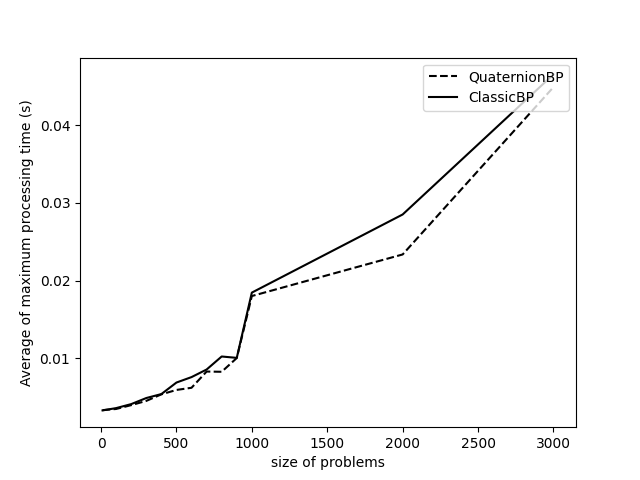 QuaternionBP
ClassicBP
Average of maximum processing time (s)
0.04
0.03
0.02
0.01
0 500 1000 1500 2000 2500 3000
size of problems